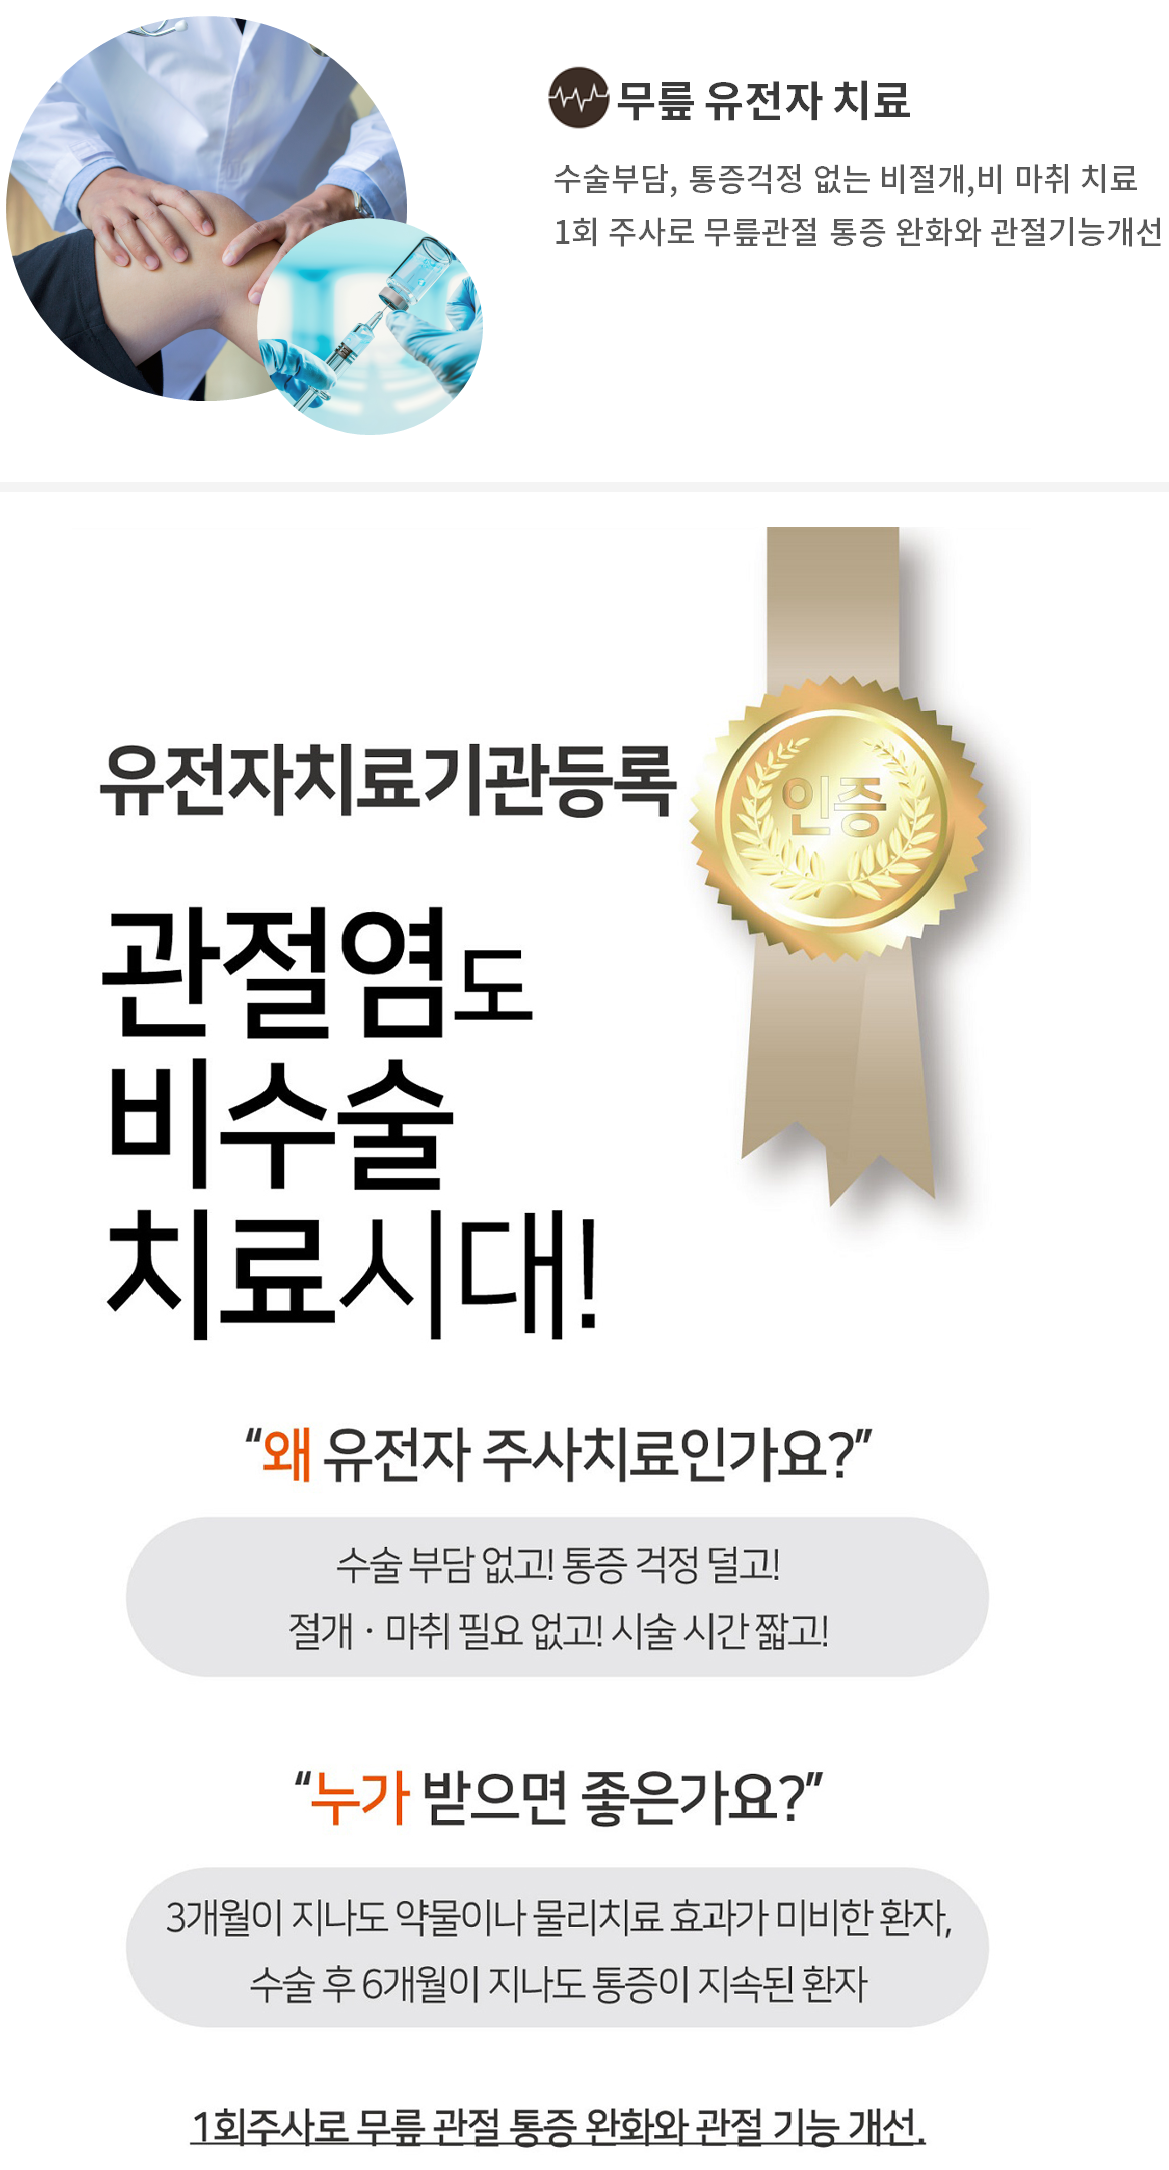 무릎 유전자 치료
수술부담, 통증걱정 없는 비절개,비 마취 치료
1회 주사로 무릎관절 통증 완화와 관절기능개선
유전자치료기관등록
인증
관절염도
비수술
치료시대!
“왜 유전자 주사치료인가요?”
수술 부담 없고! 통증 걱정 덜고!
절개 · 마취 필요 없고! 시술 시간 짧고!
“누가 받으면 좋은가요?”
3개월이 지나도 약물이나 물리치료 효과가 미비한 환자,
수술 후 6개월이 지나도 통증이 지속된 환자
1회주사로 무릎 관절 통증 완화와 관절 기능 개선.